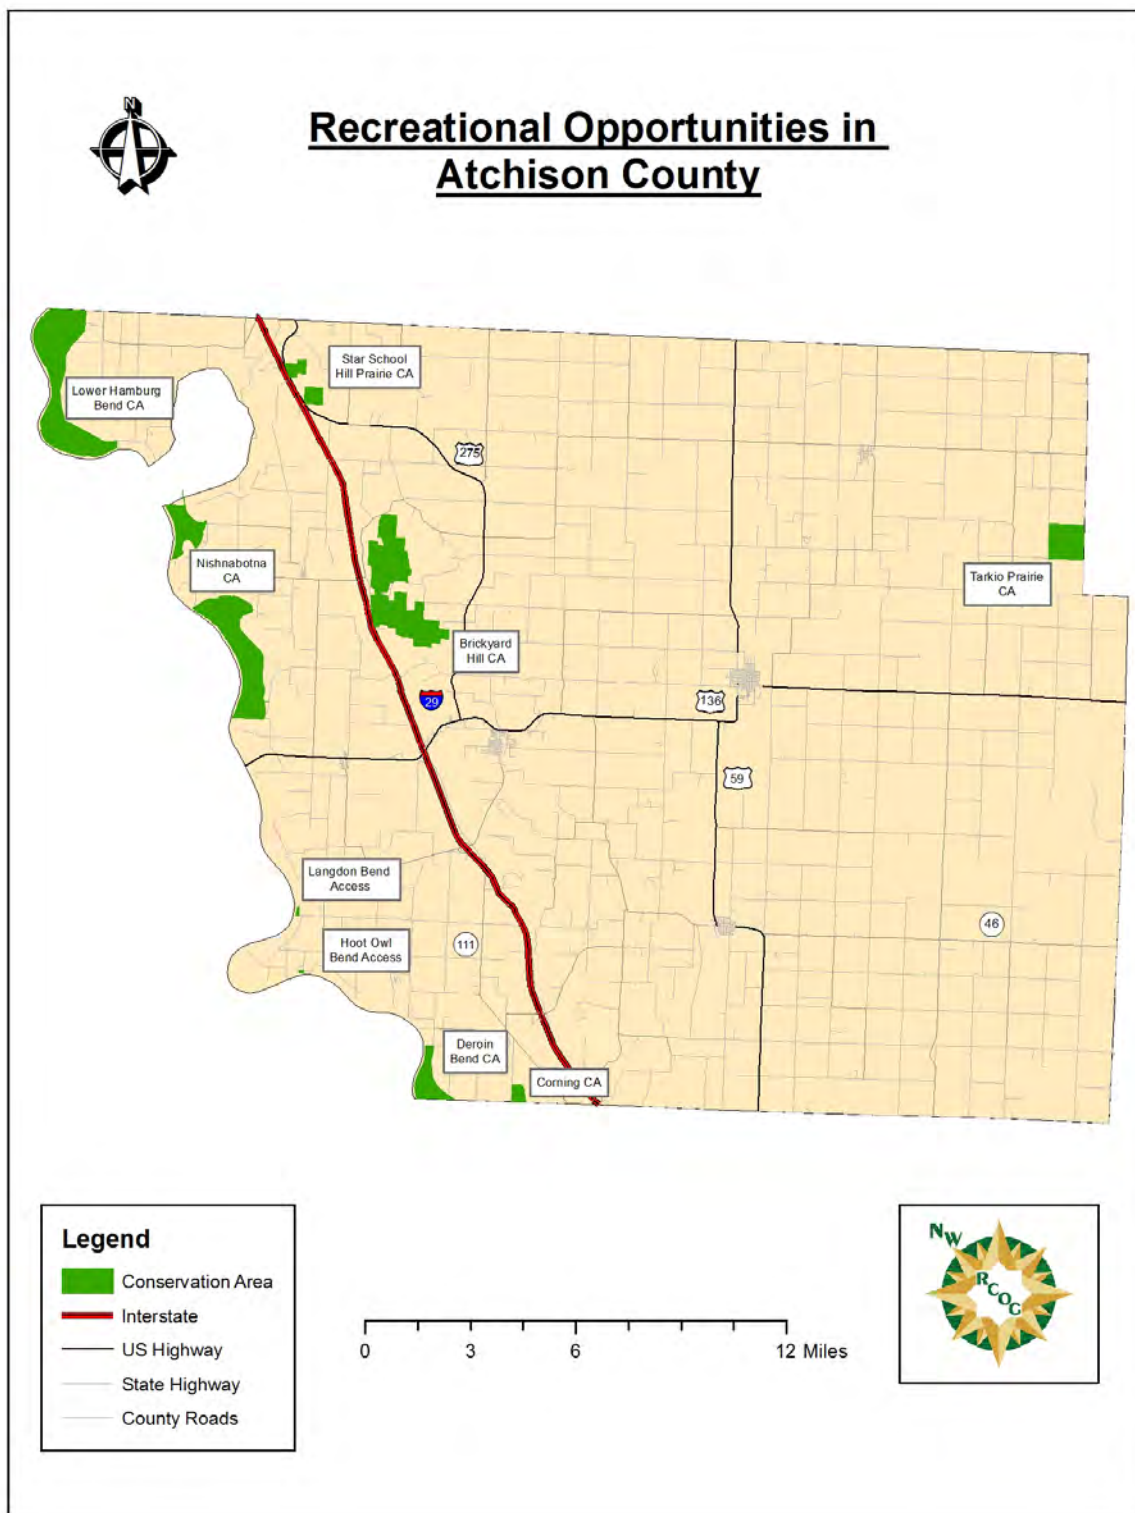 N
Recreational Opportunities in
Atchison County
Star School
Hill Prairie CA
Lower Hamburg
Bend CA
275
Nishnabotna
CA
Tarkio Prairie
CA
Brickyard
Hill CA
29
136
59
Langdon Bend
Access
46
Hoot Owl
Bend Access
111
Deroin
Bend CA
Corning CA
Legend
Conservation Area
Interstate
US Highway
State Highway
County Roads
0 3 6 12 Miles
NW
RCOG